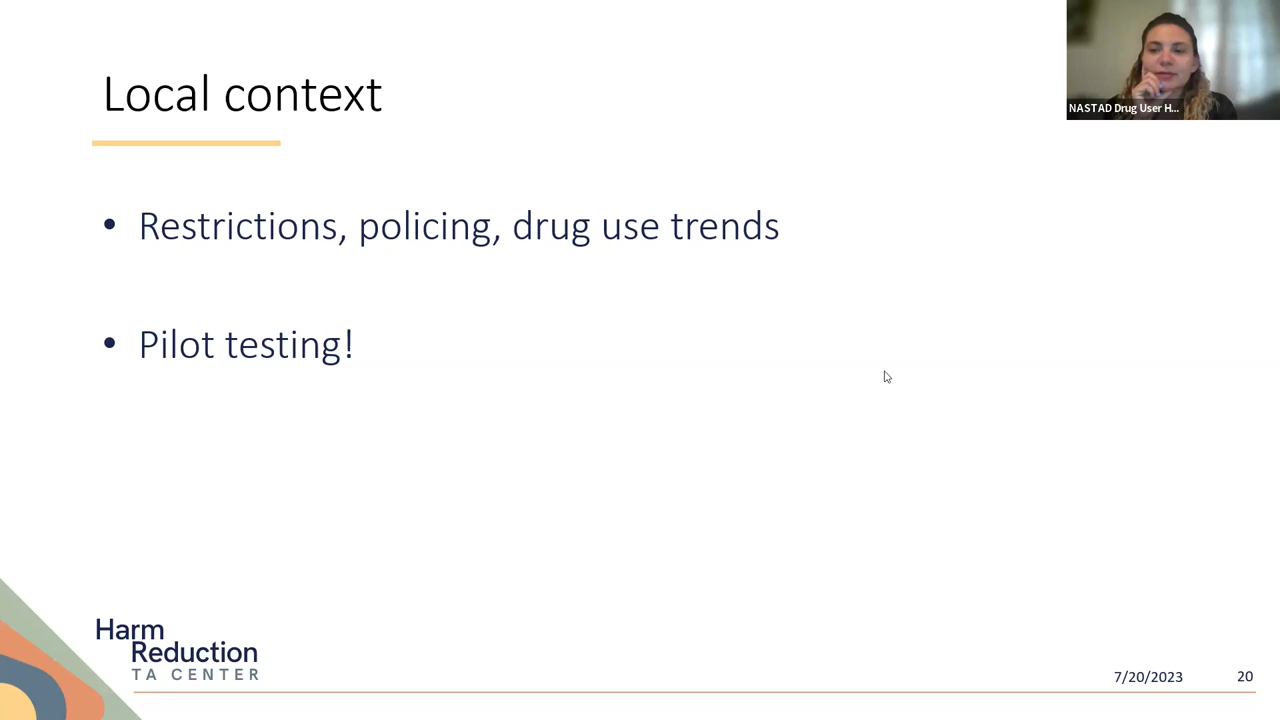 Local context
NASTAD Drug User H...
• Restrictions, policing, drug use trends
• Pilot testing!
Harm
Reduction
TA CENTER
7/20/2023
20